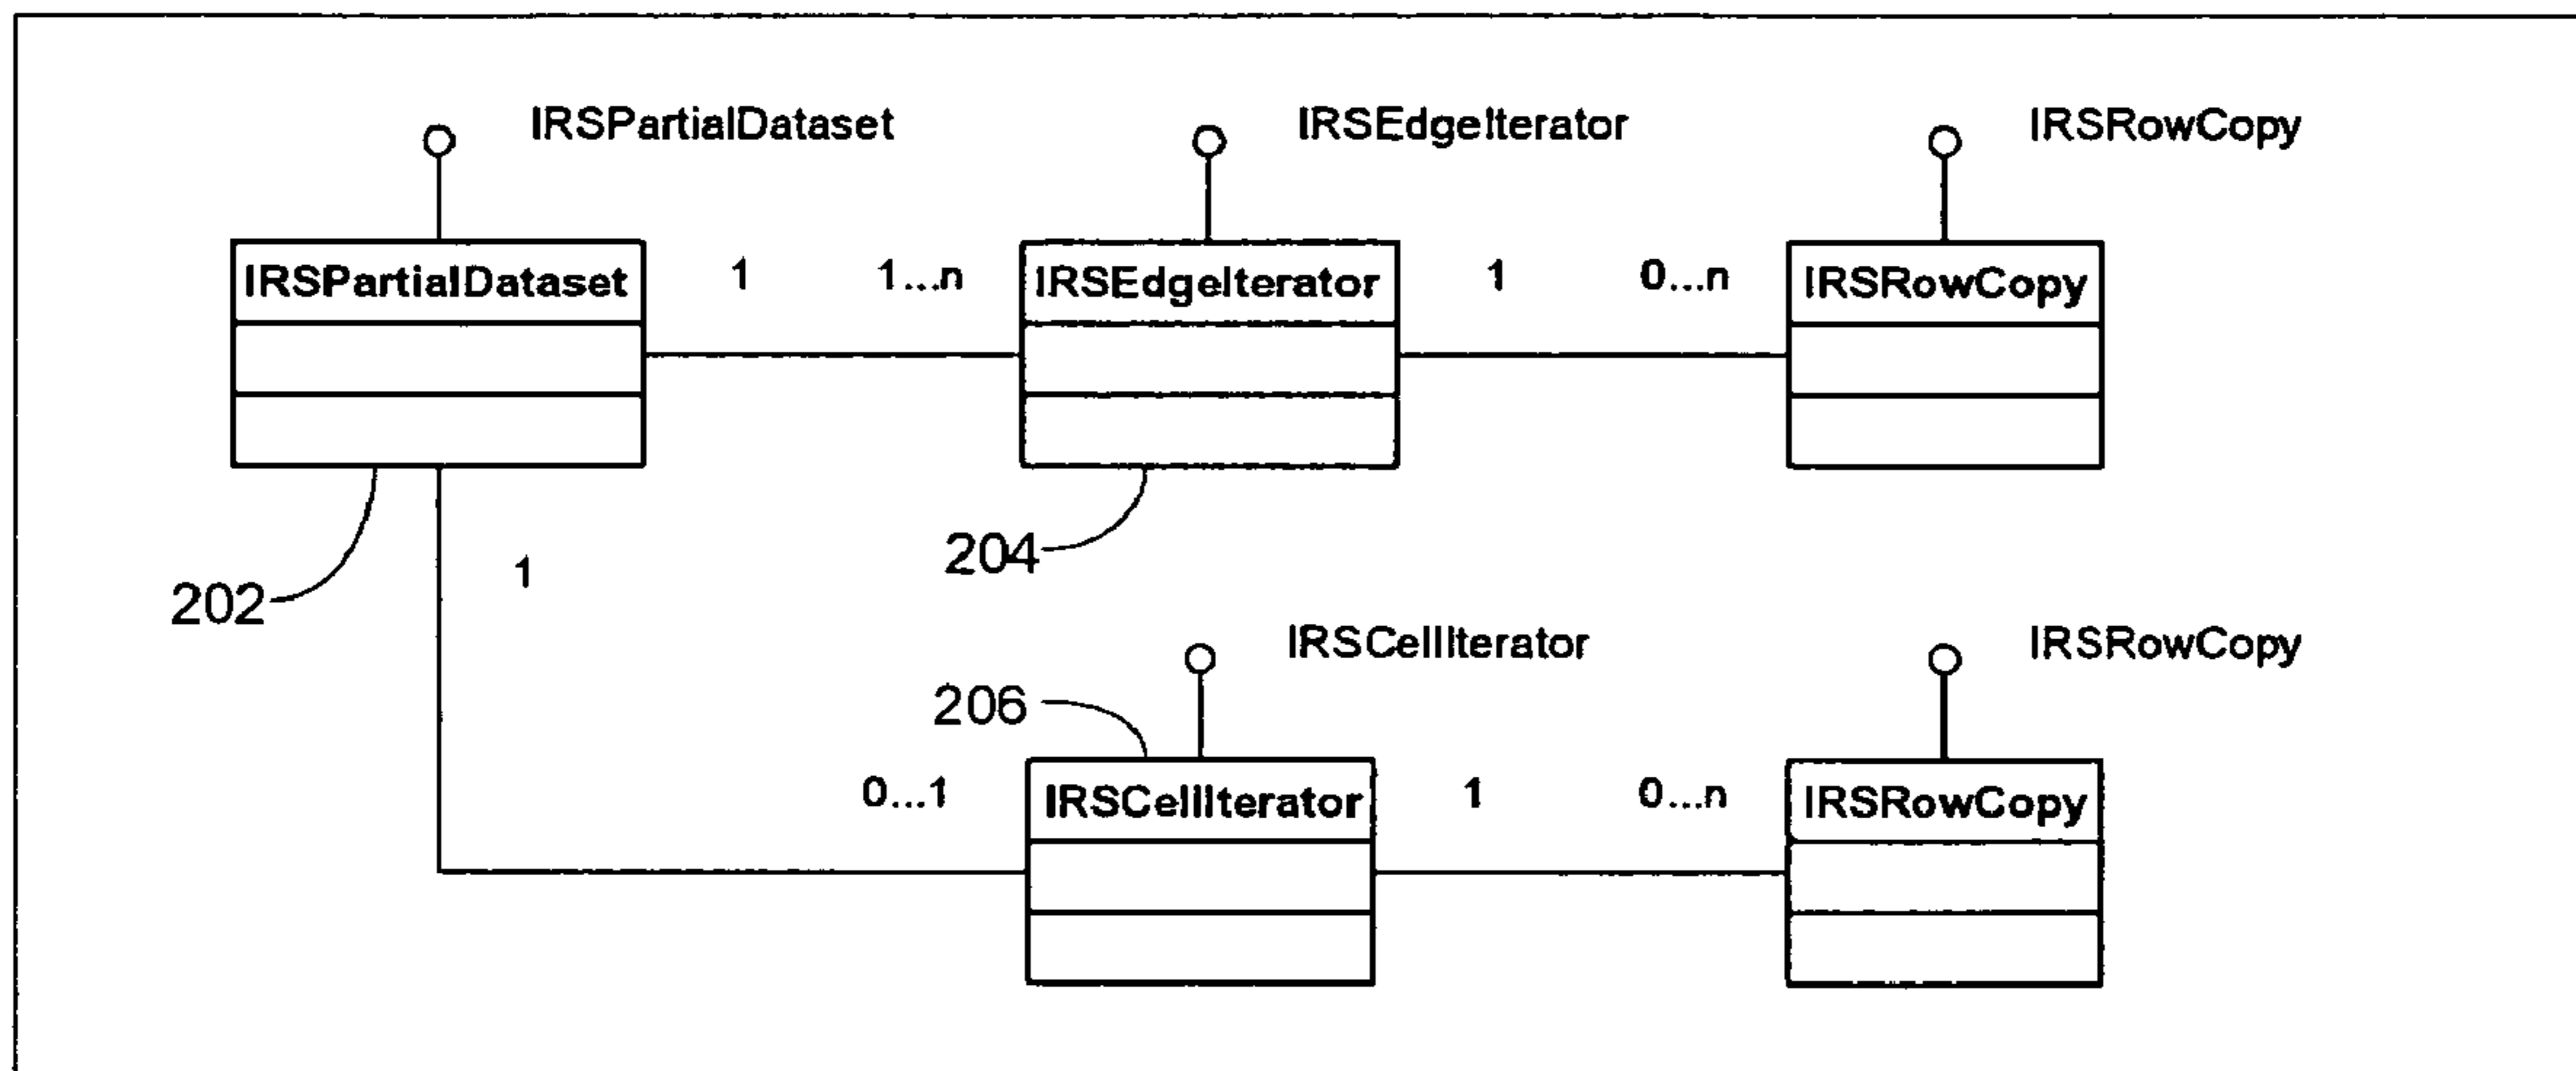 IRSPartialDataset IRSEdgeIterator IRSRowCopy
IRSPartialDataset 1 1...n IRSEdgeIterator 1 0...n IRSRowCopy
204
1
202
IRSCellIterator IRSRowCopy
206
0...1 IRSCellIterator 1 0...n IRSRowCopy